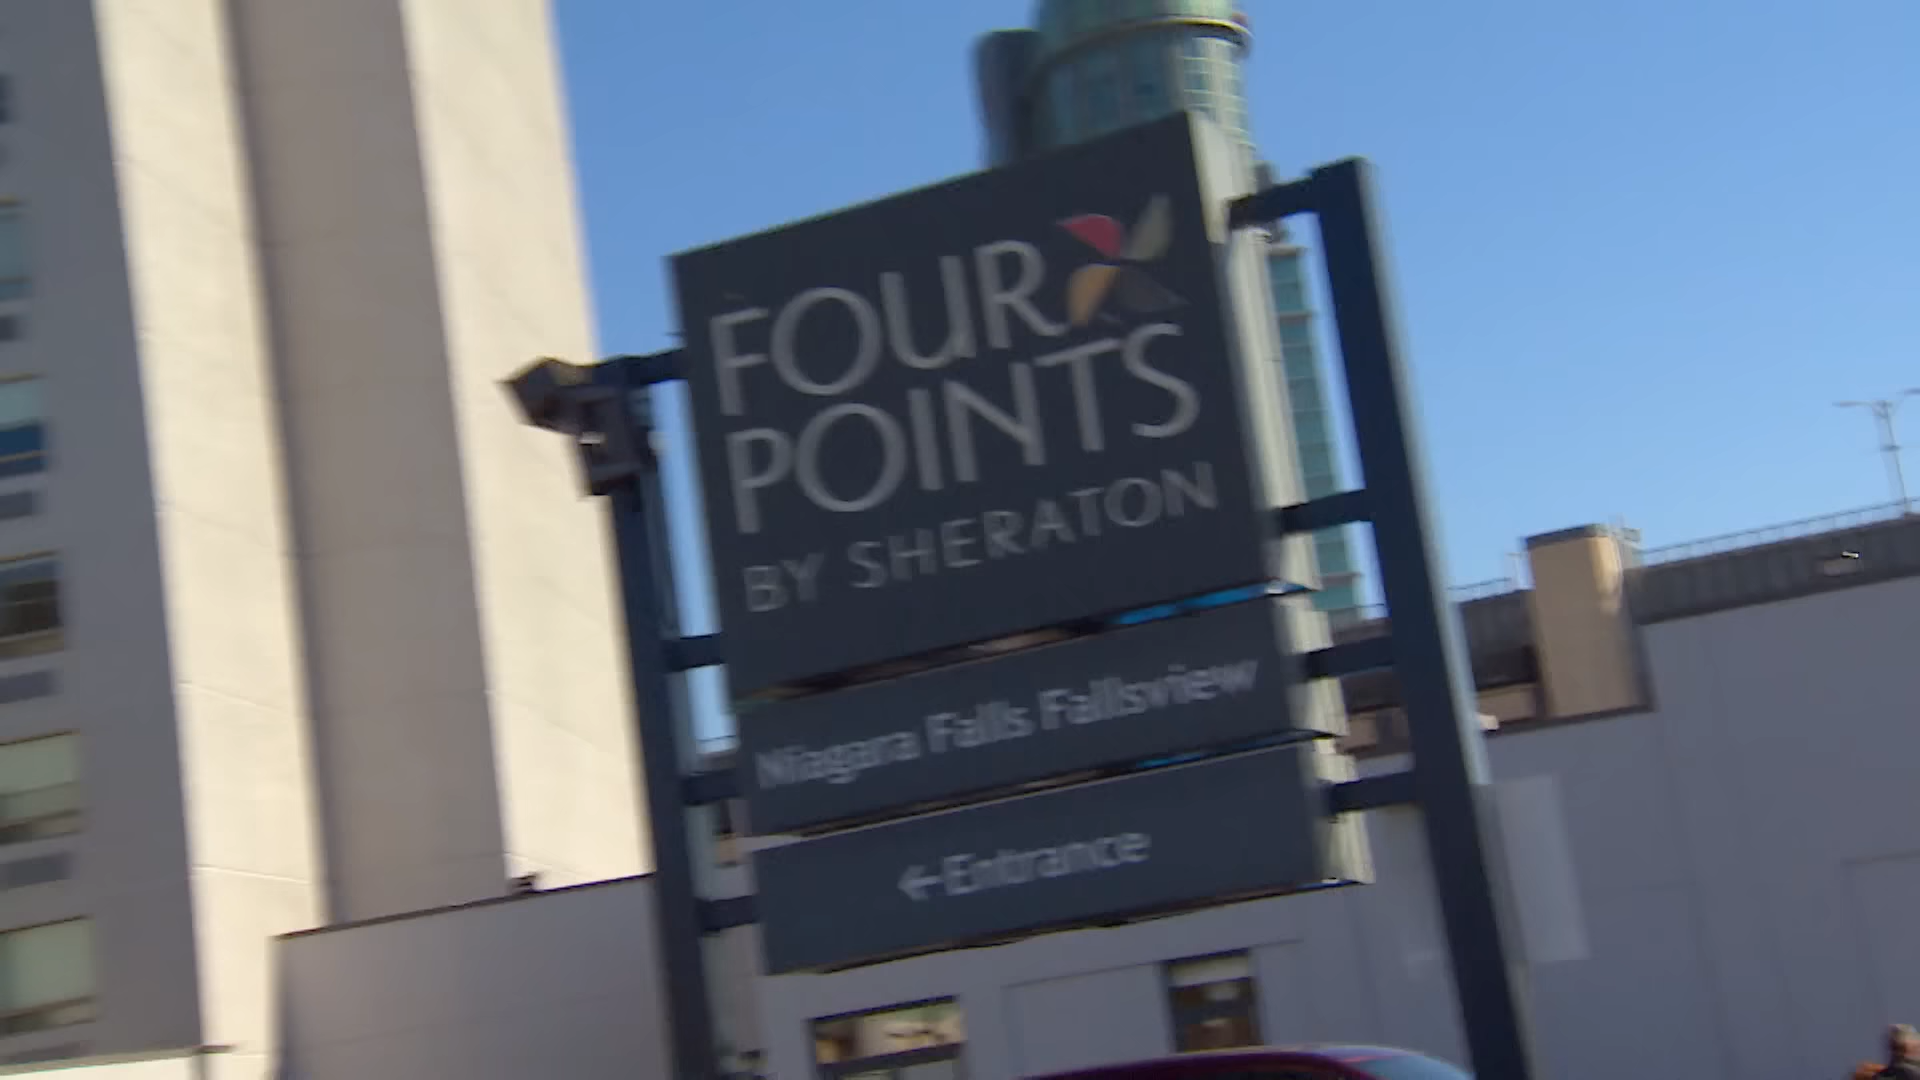 FOUR
POINTS
BY SHERATON
Niagara Falls Fallsview
←Entrance